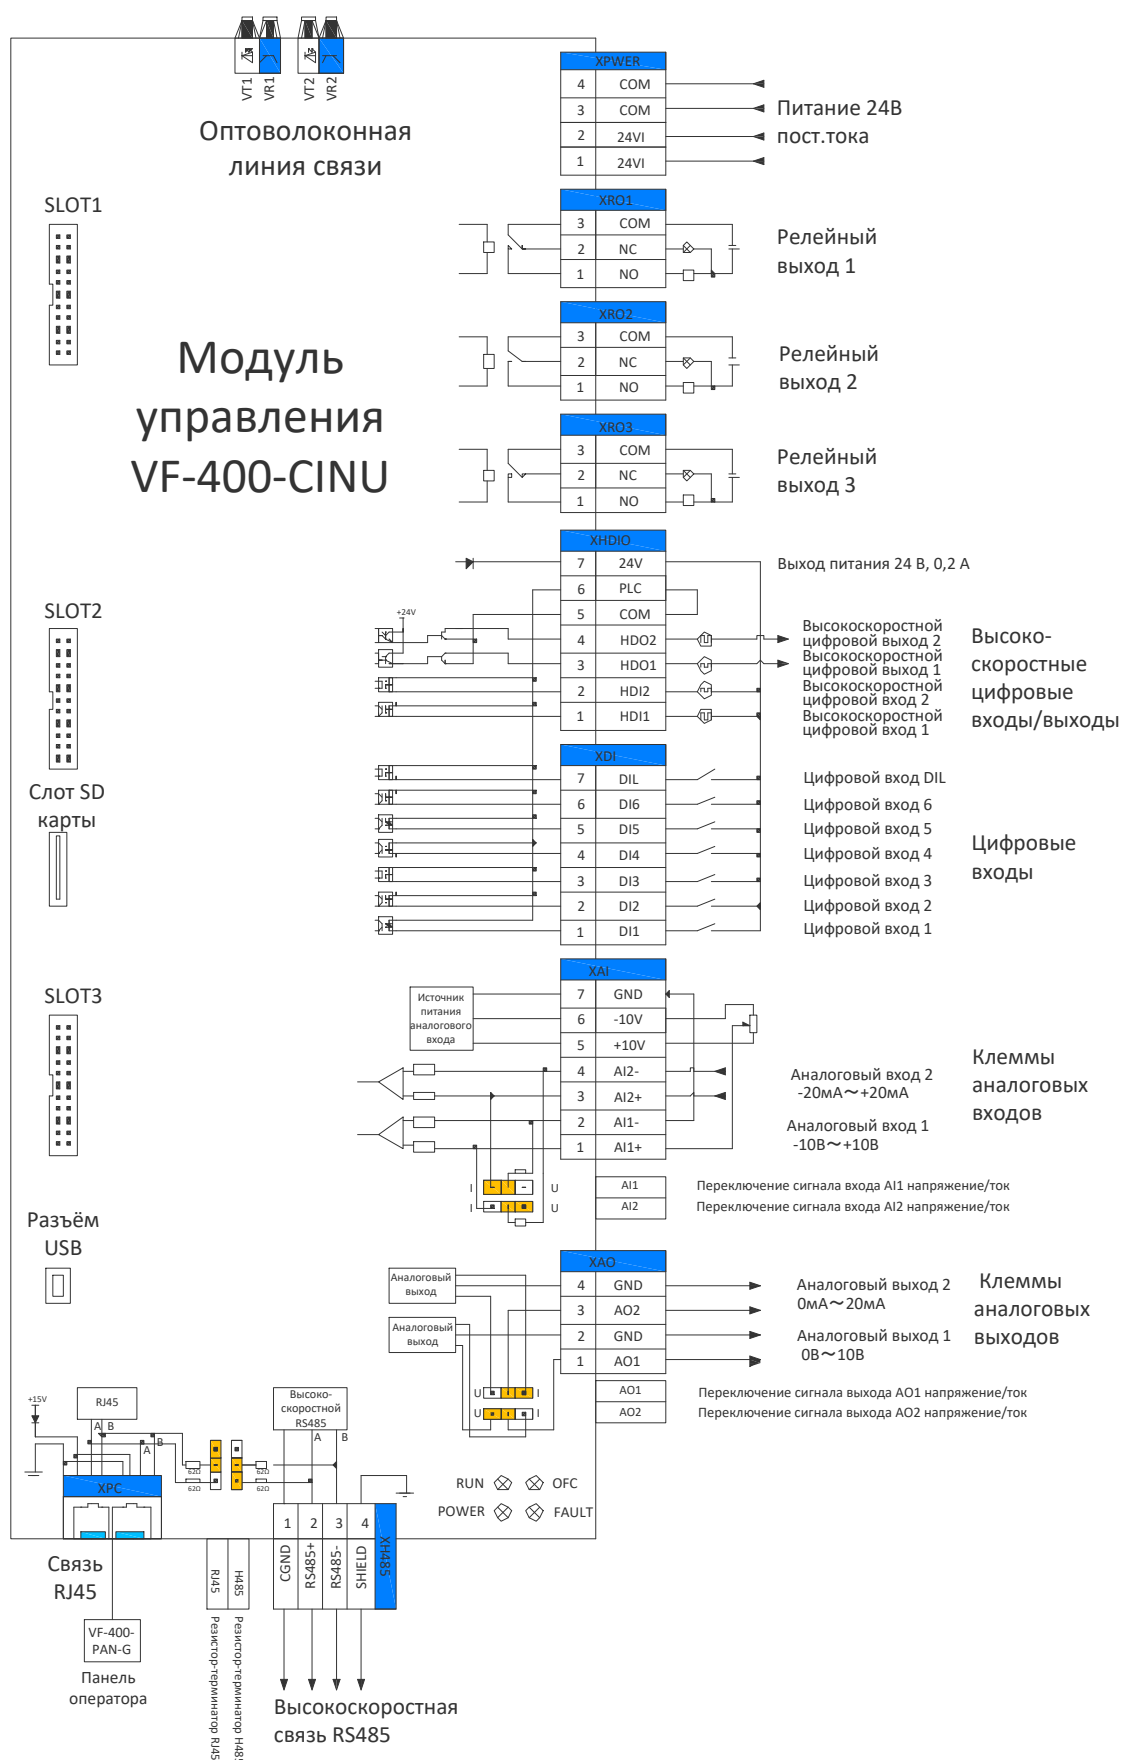 VT1
VR1
VT2
VR2
Оптоволоконная
линия связи
XPWER
4 COM
3 COM
2 24VI
1 24VI
Питание 24В
пост.тока
SLOT1
XRO1
3 COM
2 NC
1 NO
Релейный
выход 1
Модуль
управления
VF-400-CINU
XRO2
3 COM
2 NC
1 NO
Релейный
выход 2
XRO3
3 COM
2 NC
1 NO
Релейный
выход 3
XHDIO
7 24V
6 PLC
5 COM
4 HDO2
3 HDO1
2 HDI2
1 HDI1
+24V
Выход питания 24 В, 0,2 А
Высокоскоростной
цифровой выход 2
Высокоскоростной
цифровой выход 1
Высокоскоростной
цифровой вход 2
Высокоскоростной
цифровой вход 1
Высоко-
скоростные
цифровые
входы/выходы
SLOT2
Слот SD
карты
XDI
7 DIL
6 DI6
5 DI5
4 DI4
3 DI3
2 DI2
1 DI1
Цифровой вход DIL
Цифровой вход 6
Цифровой вход 5
Цифровой вход 4
Цифровой вход 3
Цифровой вход 2
Цифровой вход 1
Цифровые
входы
SLOT3
XAI
7 GND
6 -10V
5 +10V
4 AI2-
3 AI2+
2 AI1-
1 AI1+
Источник
питания
аналогового
входа
Аналоговый вход 2
-20мА～+20мА
Аналоговый вход 1
-10В～+10В
Клеммы
аналоговых
входов
I U
I U
AI1
AI2
Переключение сигнала входа AI1 напряжение/ток
Переключение сигнала входа AI2 напряжение/ток
Разъём
USB
XAO
4 GND
3 AO2
2 GND
1 AO1
Аналоговый
выход
Аналоговый
выход
Аналоговый выход 2
0мА～20мА
Аналоговый выход 1
0В～10В
Клеммы
аналоговых
выходов
U I
U I
AO1
AO2
Переключение сигнала выхода AO1 напряжение/ток
Переключение сигнала выхода AO2 напряжение/ток
+15V
RJ45
A B
A B
Высоко-
скоростной
RS485
A B
62Ω 62Ω
62Ω 62Ω
RUN OFC
POWER FAULT
XPC
1 2 3 4
CGND
RS485+
RS485-
SHIELD
XH485
Связь
RJ45
RJ45
H485
Резистор-терминатор RJ45
Резистор-терминатор H485
VF-400-
PAN-G
Панель
оператора
Высокоскоростная
связь RS485